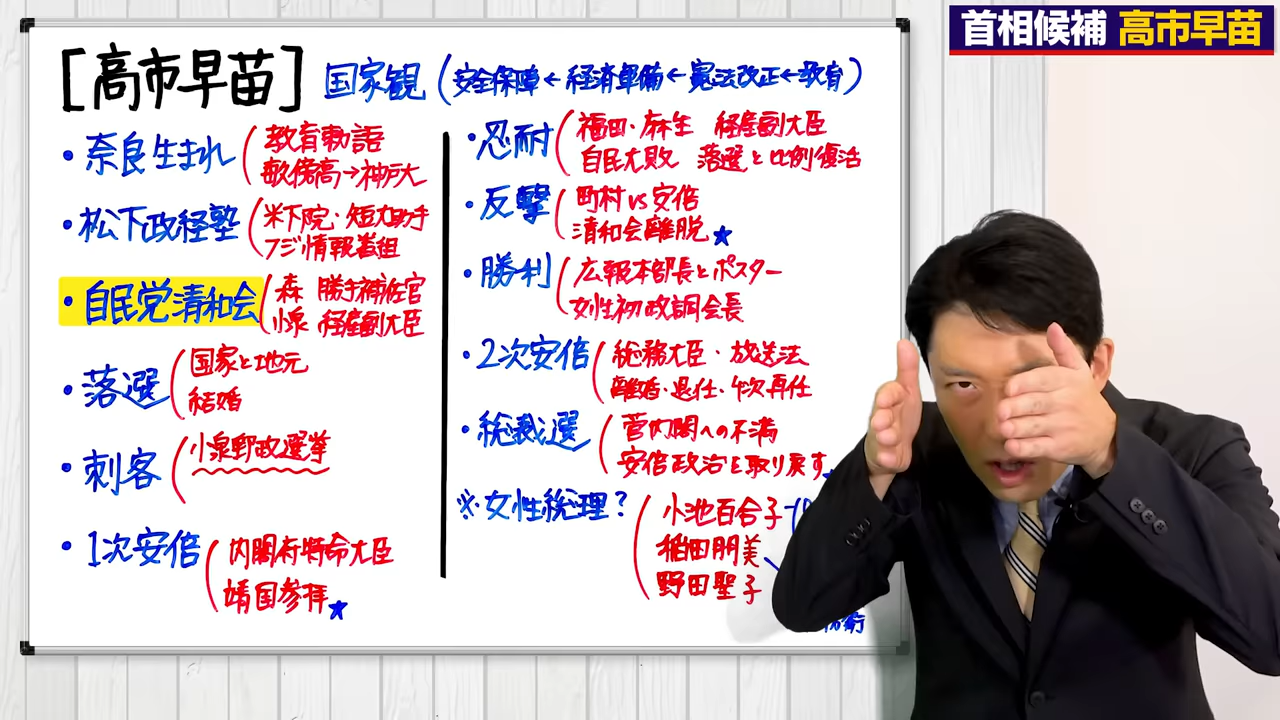 首相候補 高市早苗
[高市早苗] 国家観 (安全保障←経済軍備←憲法改正←教育)
・奈良生まれ
教育勅語
畝傍高→神戸大
・松下政経塾
米下院・短大助手
フジ情報番組
・自民党清和会
森 勝手補佐官
小泉 経産副大臣
・落選
国家と地元
結婚
・刺客
小泉郵政選挙
・1次安倍
内閣府特命大臣
靖国参拝★
・忍耐
福田・麻生 経産副大臣
自民大敗 落選と比例復活
・反撃
町村vs安倍
清和会離脱★
・勝利
広報本部長とポスター
女性初政調会長
・2次安倍
総務大臣・放送法
離婚・退任・4次再任
・総裁選
菅内閣への不満
安倍政治を取り戻す
※女性総理?
小池百合子
稲田朋美
野田聖子
防衛